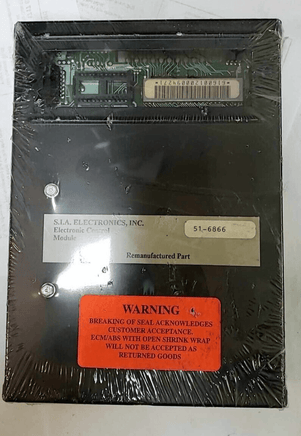 S.I.A. ELECTRONICS, INC.
Electronic Control
Module
51-6866
Remanufactured Part
WARNING
BREAKING OF SEAL ACKNOWLEDGES
CUSTOMER ACCEPTANCE.
ECM/ABS WITH OPEN SHRINK WRAP
WILL NOT BE ACCEPTED AS
RETURNED GOODS